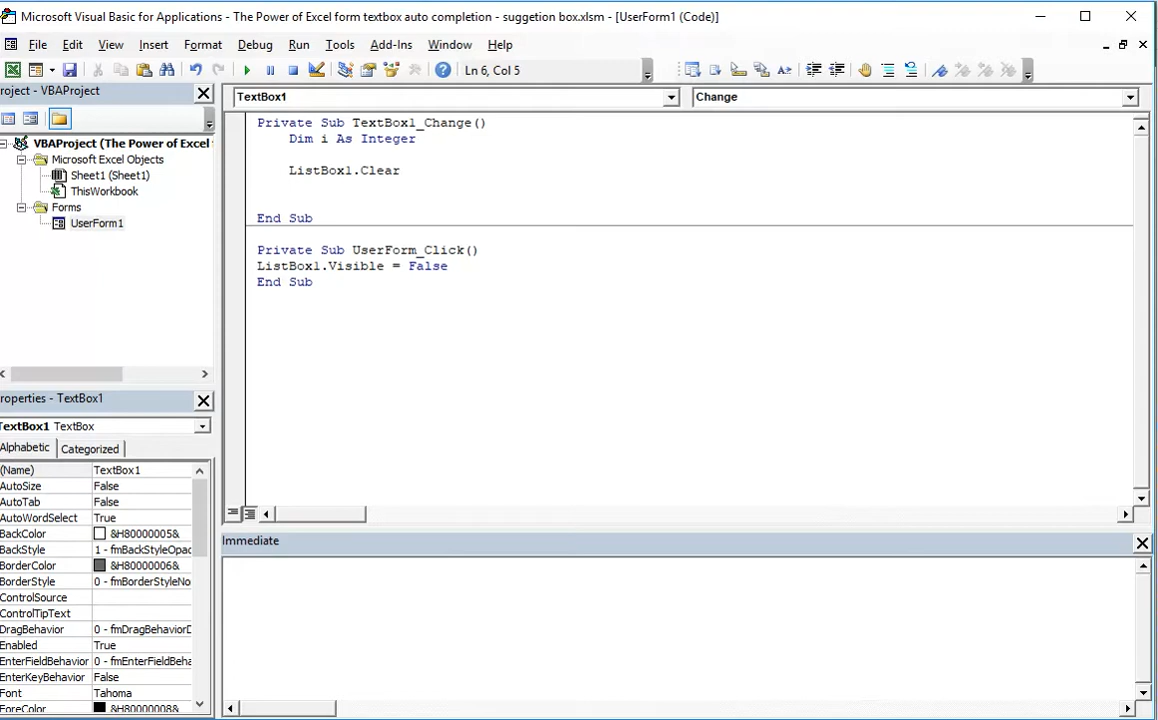 Microsoft Visual Basic for Applications - The Power of Excel form textbox auto completion - suggetion box.xlsm - [UserForm1 (Code)]
File Edit View Insert Format Debug Run Tools Add-Ins Window Help
Ln 6, Col 5
roject - VBAProject
TextBox1 Change
VBAProject (The Power of Excel
Microsoft Excel Objects
Sheet1 (Sheet1)
ThisWorkbook
Forms
UserForm1
Private Sub TextBox1_Change()
Dim i As Integer
ListBox1.Clear
End Sub
Private Sub UserForm_Click()
ListBox1.Visible = False
End Sub
roperties - TextBox1
TextBox1 TextBox
Alphabetic Categorized
(Name) TextBox1
AutoSize False
AutoTab False
AutoWordSelect True
BackColor &H80000005&
BackStyle 1 - fmBackStyleOpac
BorderColor &H80000006&
BorderStyle 0 - fmBorderStyleNo
ControlSource
ControlTipText
DragBehavior 0 - fmDragBehaviorD
Enabled True
EnterFieldBehavior 0 - fmEnterFieldBeha
EnterKeyBehavior False
Font Tahoma
ForeColor &H80000008&
Immediate